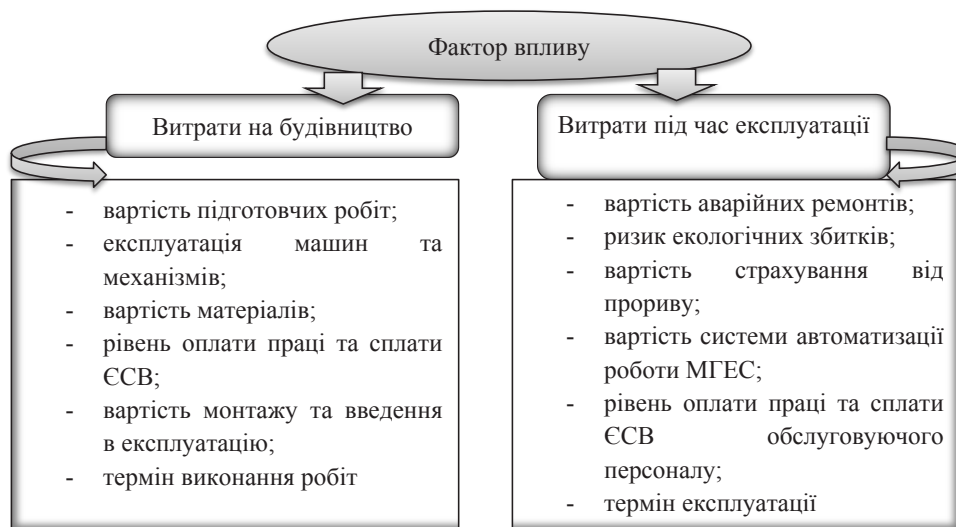 Фактор впливу
Витрати на будівництво
- вартість підготовчих робіт;
- експлуатація машин та
механізмів;
- вартість матеріалів;
- рівень оплати праці та сплати
ЄСВ;
- вартість монтажу та введення
в експлуатацію;
- термін виконання робіт
Витрати під час експлуатації
- вартість аварійних ремонтів;
- ризик екологічних збитків;
- вартість страхування від
прориву;
- вартість системи автоматизації
роботи МГЕС;
- рівень оплати праці та сплати
ЄСВ обслуговуючого
персоналу;
- термін експлуатації